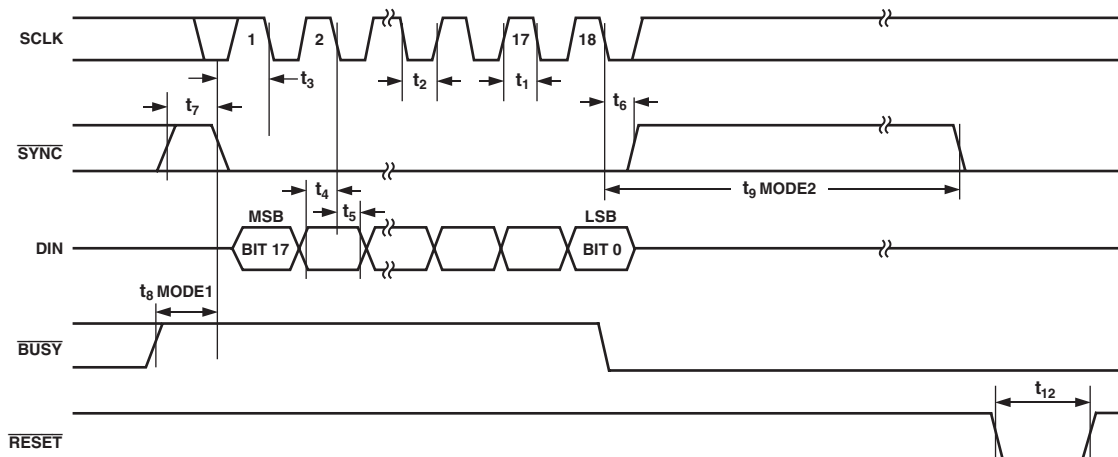 SCLK 1 2 17 18
t3
t2 t1
t7 t6
SYNC
t9 MODE2
t4
t5
MSB LSB
DIN BIT 17 BIT 0
t8 MODE1
BUSY
t12
RESET